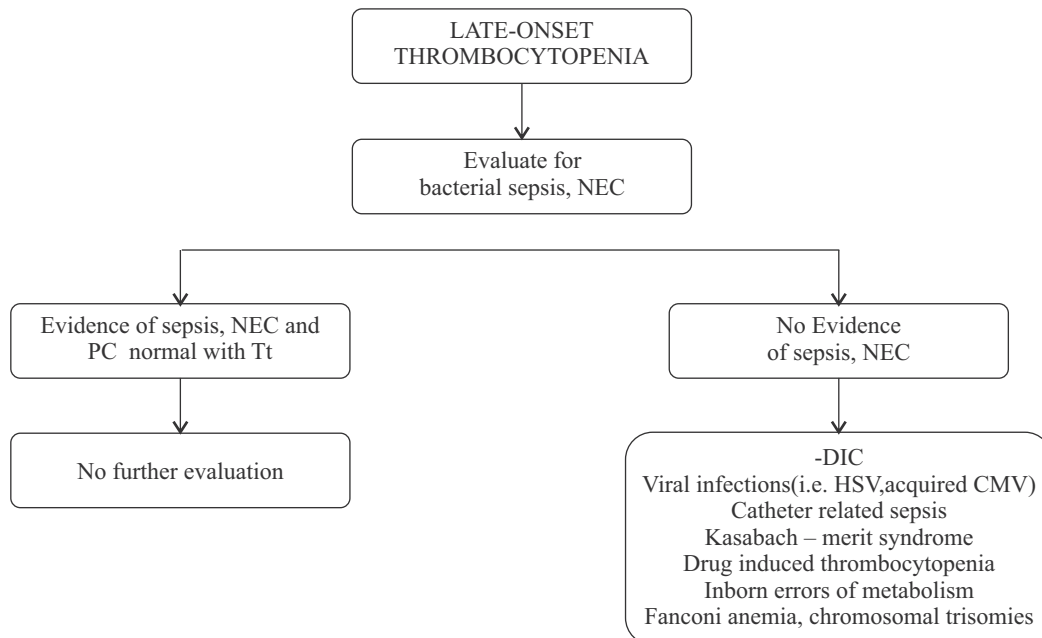 LATE-ONSET
THROMBOCYTOPENIA
Evaluate for
bacterial sepsis, NEC
Evidence of sepsis, NEC and
PC normal with Tt
No Evidence
of sepsis, NEC
No further evaluation
-DIC
Viral infections(i.e. HSV,acquired CMV)
Catheter related sepsis
Kasabach – merit syndrome
Drug induced thrombocytopenia
Inborn errors of metabolism
Fanconi anemia, chromosomal trisomies